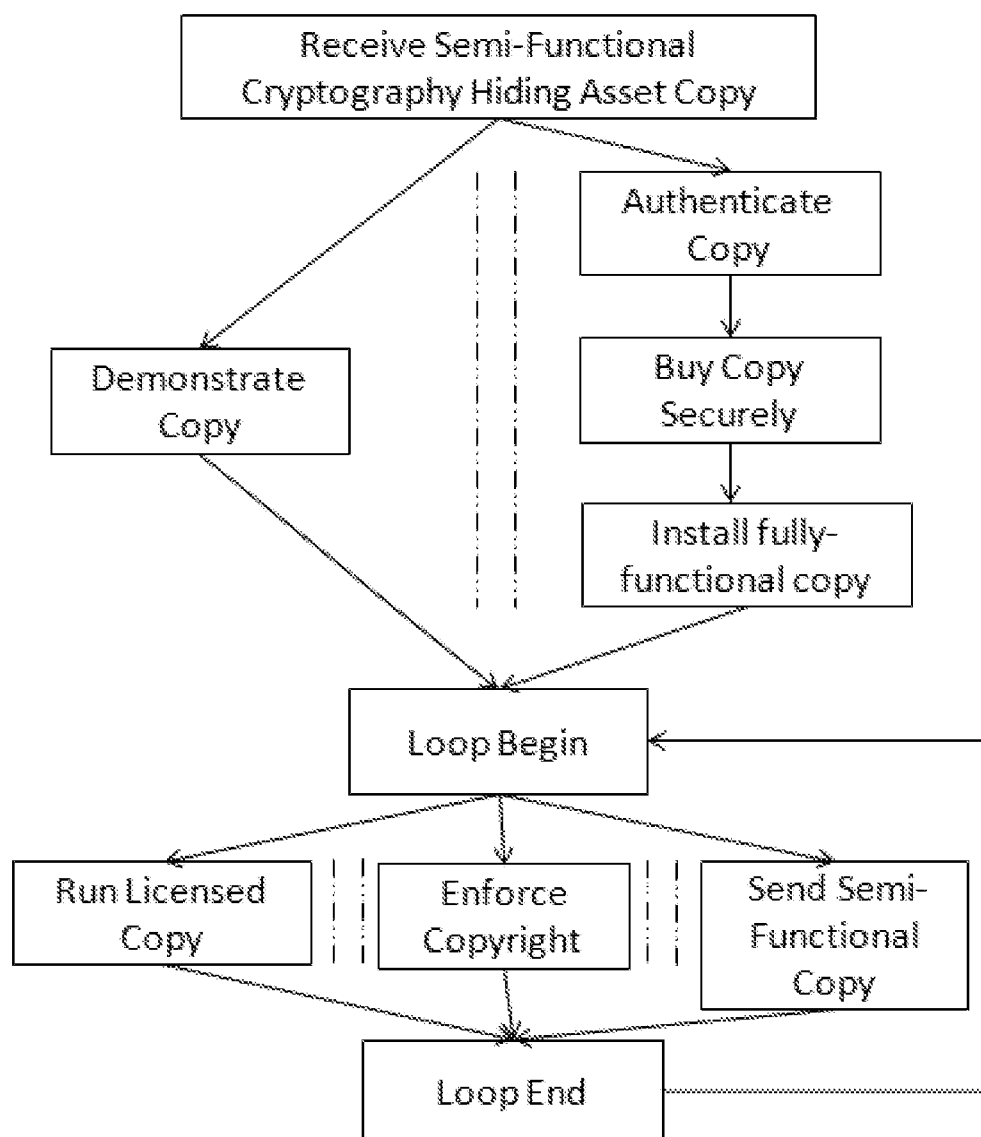 Receive Semi-Functional
Cryptography Hiding Asset Copy
Authenticate
Copy
Demonstrate
Copy
Buy Copy
Securely
Install fully-
functional copy
Loop Begin
Run Licensed
Copy
Enforce
Copyright
Send Semi-
Functional
Copy
Loop End